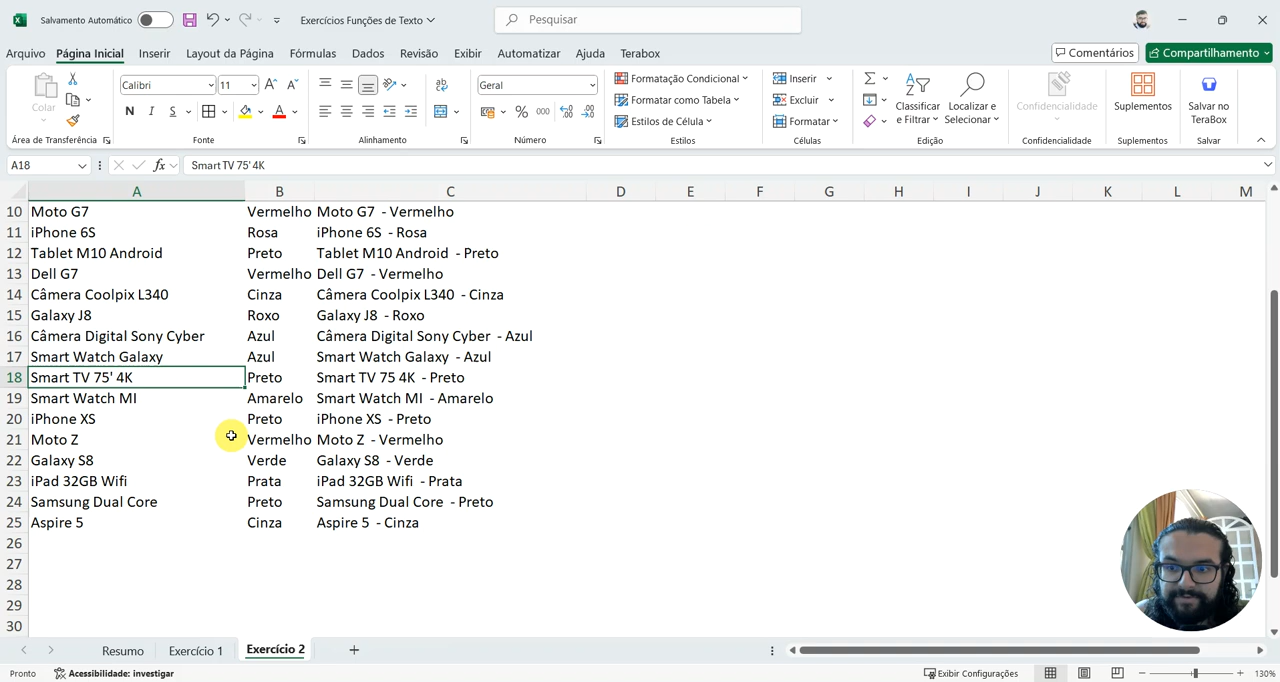 Salvamento Automático
Exercícios Funções de Texto
Pesquisar
Arquivo Página Inicial Inserir Layout da Página Fórmulas Dados Revisão Exibir Automatizar Ajuda Terabox
Comentários
Compartilhamento
Colar
Área de Transferência
Calibri 11
N I S
Fonte
Alinhamento
Geral
% 000
Número
Formatação Condicional
Formatar como Tabela
Estilos de Célula
Estilos
Inserir
Excluir
Formatar
Células
Classificar e Filtrar
Localizar e Selecionar
Edição
Confidencialidade
Confidencialidade
Suplementos
Suplementos
Salvar no TeraBox
Salvar
A18 fx Smart TV 75' 4K
A B C D E F G H I J K L M
10 Moto G7 Vermelho Moto G7 - Vermelho
11 iPhone 6S Rosa iPhone 6S - Rosa
12 Tablet M10 Android Preto Tablet M10 Android - Preto
13 Dell G7 Vermelho Dell G7 - Vermelho
14 Câmera Coolpix L340 Cinza Câmera Coolpix L340 - Cinza
15 Galaxy J8 Roxo Galaxy J8 - Roxo
16 Câmera Digital Sony Cyber Azul Câmera Digital Sony Cyber - Azul
17 Smart Watch Galaxy Azul Smart Watch Galaxy - Azul
18 Smart TV 75' 4K Preto Smart TV 75 4K - Preto
19 Smart Watch MI Amarelo Smart Watch MI - Amarelo
20 iPhone XS Preto iPhone XS - Preto
21 Moto Z Vermelho Moto Z - Vermelho
22 Galaxy S8 Verde Galaxy S8 - Verde
23 iPad 32GB Wifi Prata iPad 32GB Wifi - Prata
24 Samsung Dual Core Preto Samsung Dual Core - Preto
25 Aspire 5 Cinza Aspire 5 - Cinza
26
27
28
29
30
Resumo Exercício 1 Exercício 2
Pronto Acessibilidade: investigar Exibir Configurações 130%